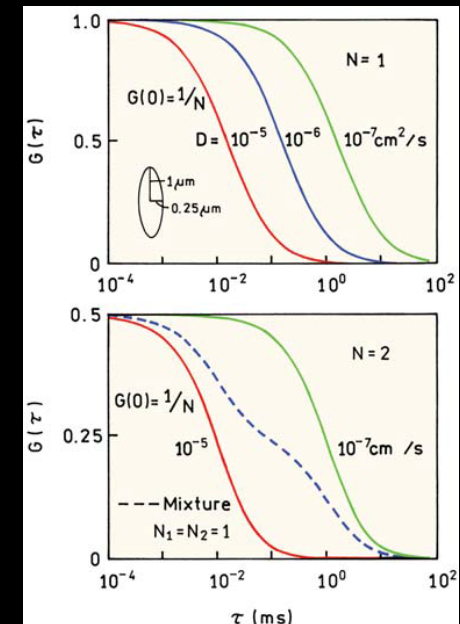 1.0
N= 1
G(0)=1/N
G(τ)
0.5
D= 10-5 10-6 10-7cm2/s
1μm
0.25μm
0
10-4 10-2 100 102
0.5
N=2
G(0)=1/N
G(τ)
0.25
10-5 10-7cm /s
---Mixture
N1=N2=1
0
10-4 10-2 100 102
τ (ms)